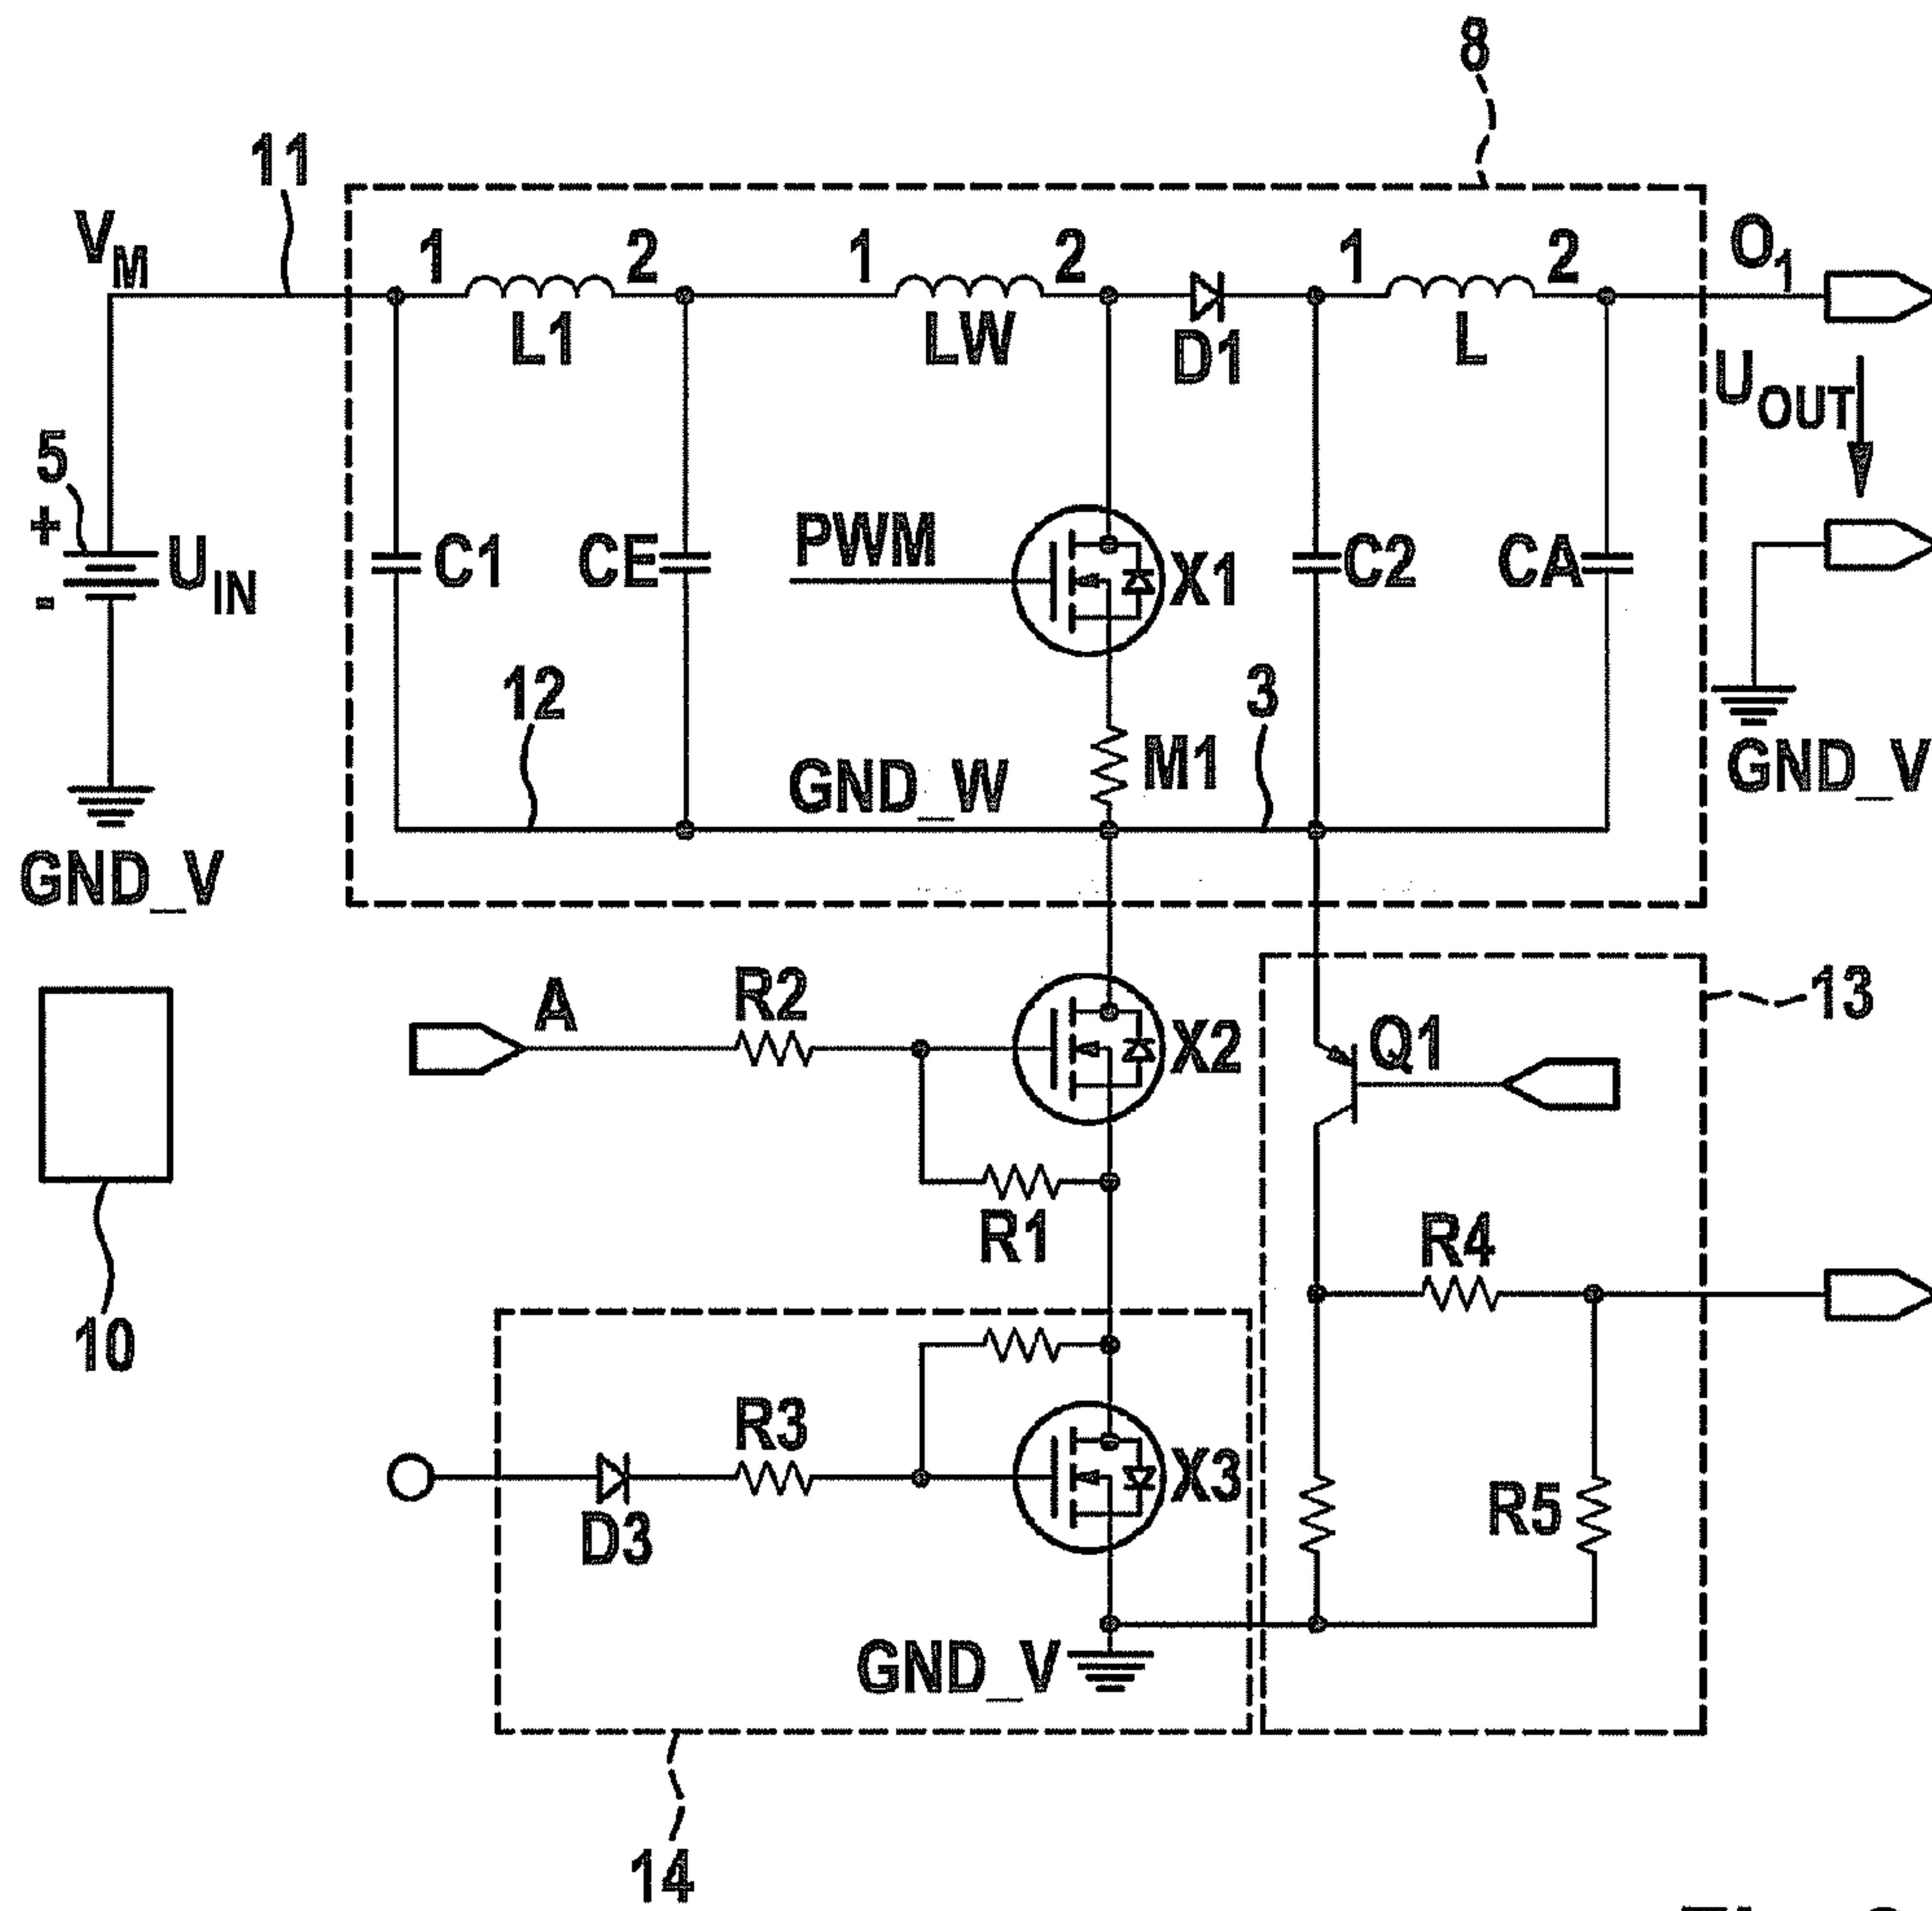 8
11
V_M
1
2
1
2
1
2
O_1
L1
LW
D1
L
U_OUT
5
+
-
U_IN
C1
CE
PWM
X1
C2
CA
12
3
GND_W
M1
GND_V
GND_V
A
R2
X2
Q1
13
R1
R4
10
R3
X3
D3
R5
GND_V
14